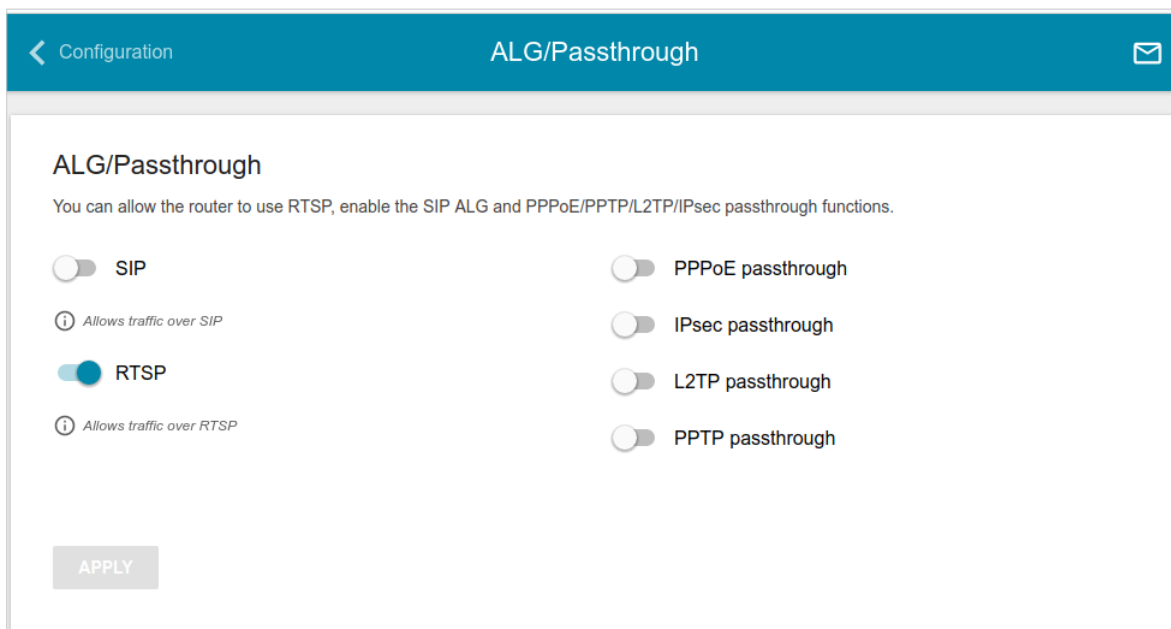 Configuration
ALG/Passthrough
ALG/Passthrough
You can allow the router to use RTSP, enable the SIP ALG and PPPoE/PPTP/L2TP/IPsec passthrough functions.
SIP
Allows traffic over SIP
RTSP
Allows traffic over RTSP
PPPoE passthrough
IPsec passthrough
L2TP passthrough
PPTP passthrough
APPLY